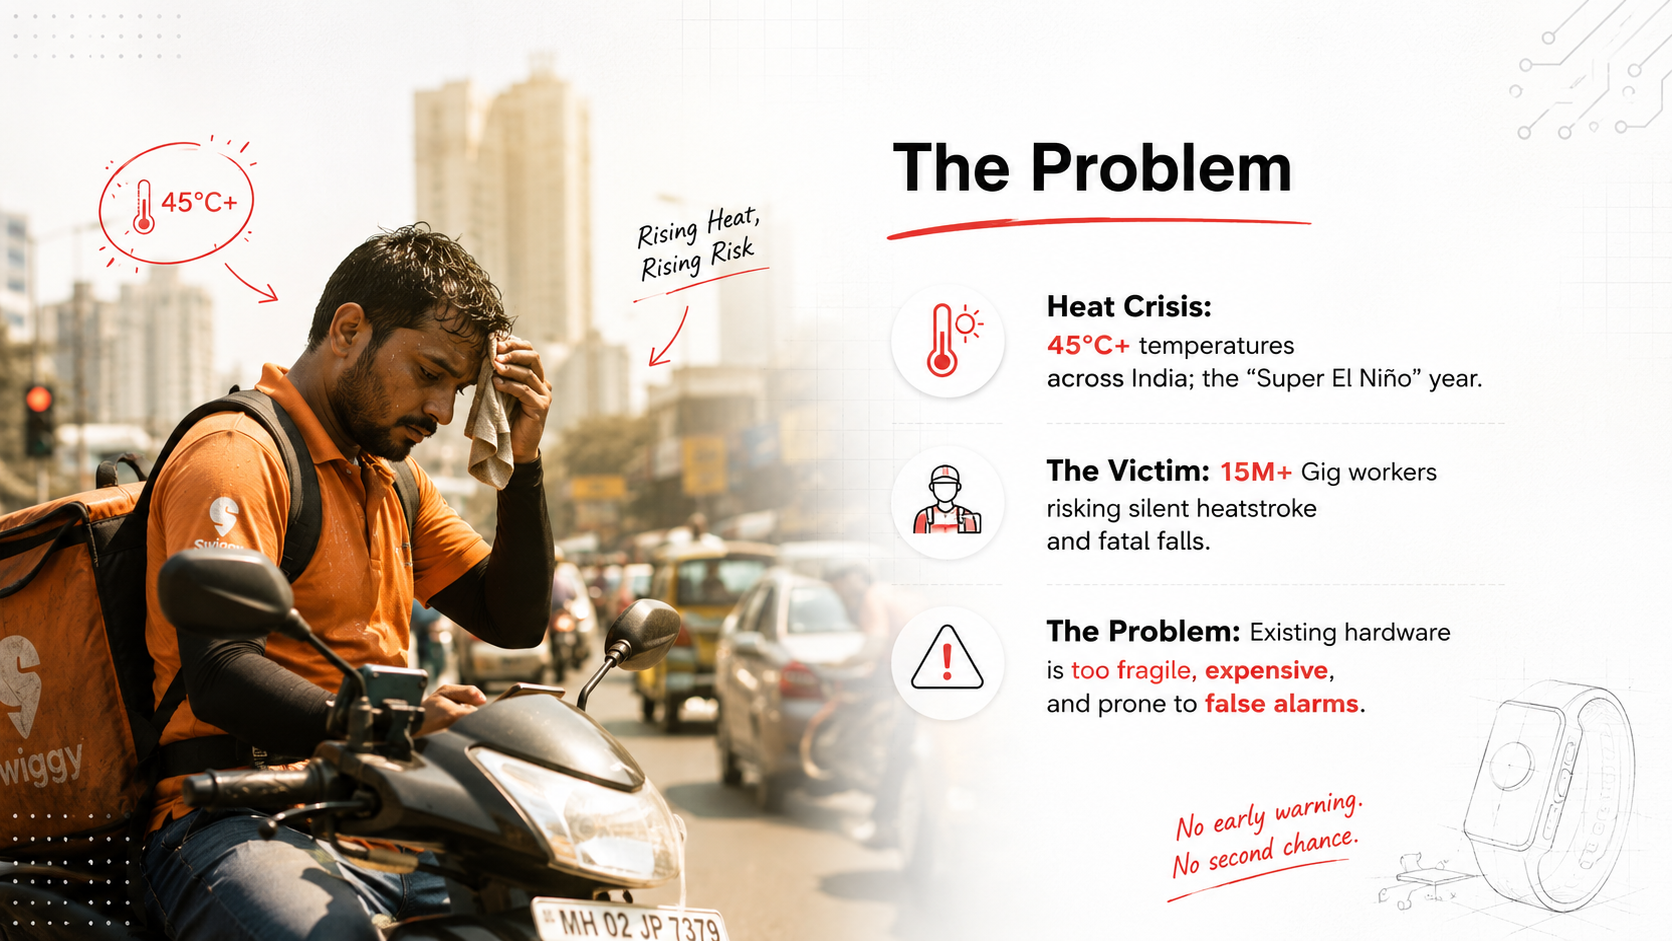 45°C+
Rising Heat,
Rising Risk
Swiggy
wiggy
MH 02 JP 7379
The Problem
Heat Crisis:
45°C+ temperatures
across India; the “Super El Niño” year.
The Victim: 15M+ Gig workers
risking silent heatstroke
and fatal falls.
The Problem: Existing hardware
is too fragile, expensive,
and prone to false alarms.
No early warning.
No second chance.